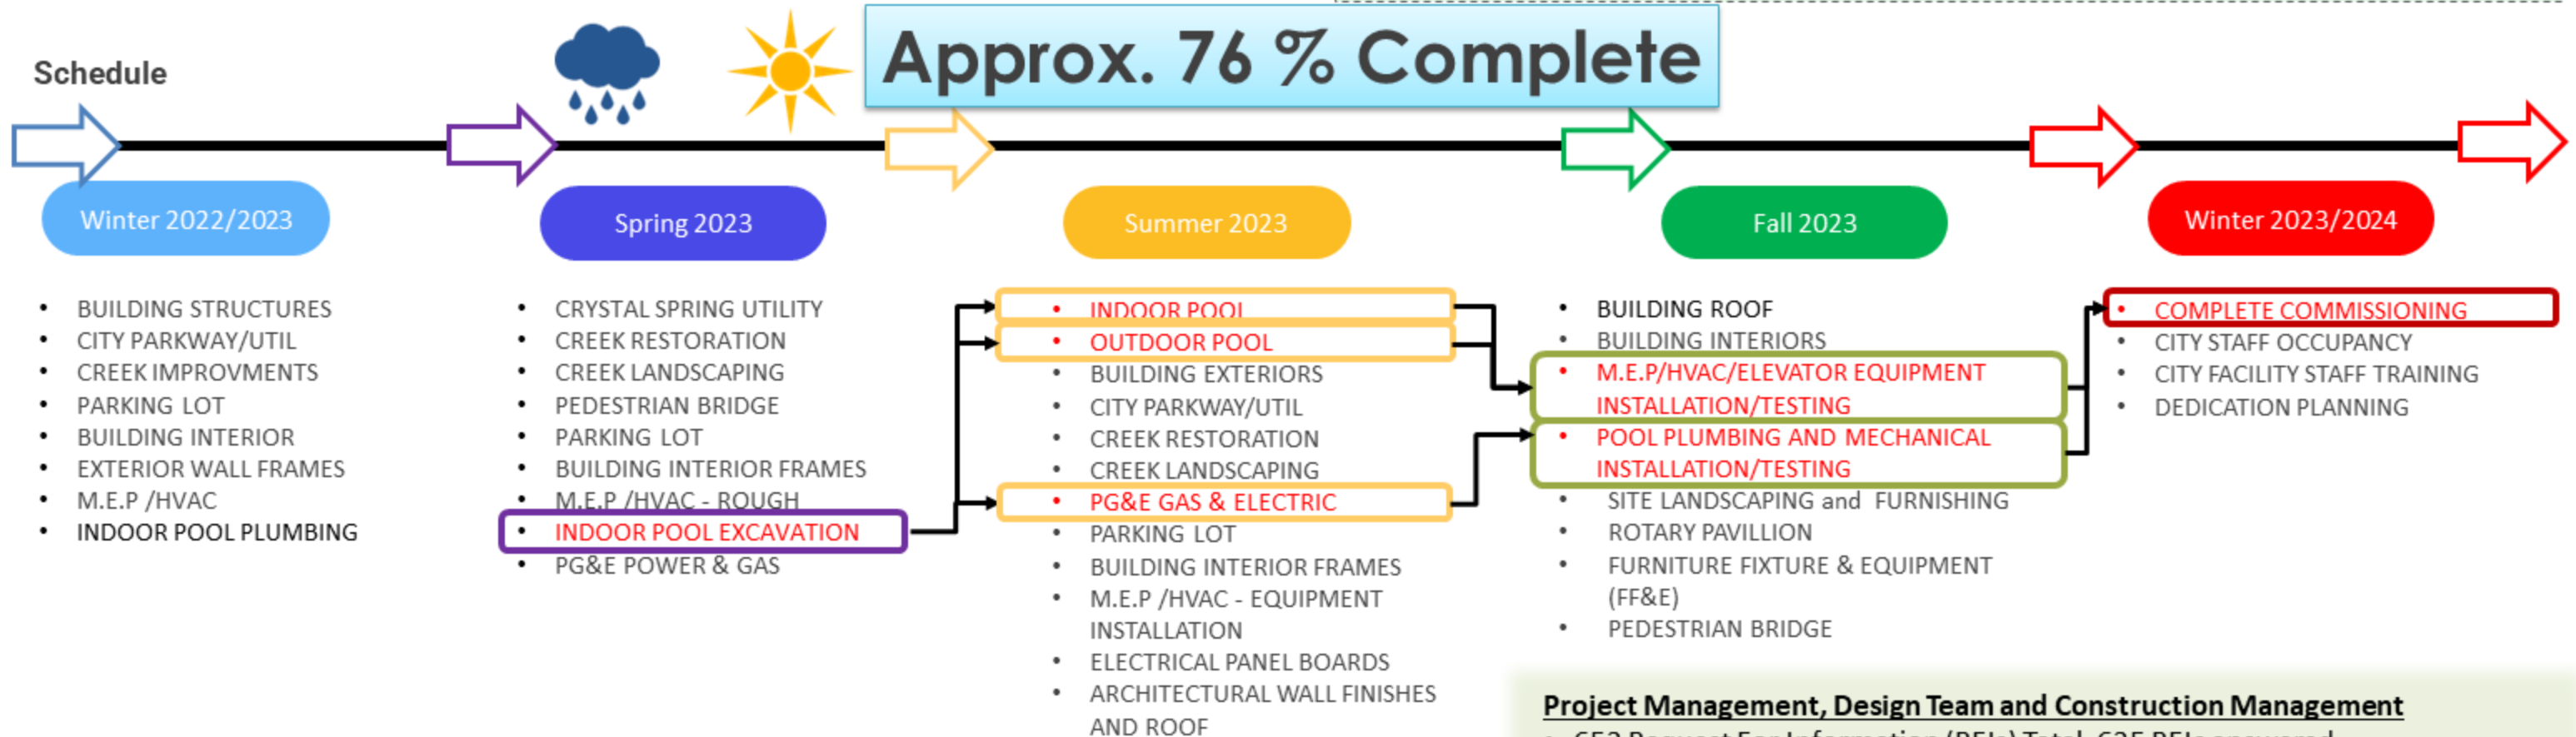 Approx. 76 % Complete
Schedule
Winter 2022/2023
• BUILDING STRUCTURES
• CITY PARKWAY/UTIL
• CREEK IMPROVMENTS
• PARKING LOT
• BUILDING INTERIOR
• EXTERIOR WALL FRAMES
• M.E.P /HVAC
• INDOOR POOL PLUMBING
Spring 2023
• CRYSTAL SPRING UTILITY
• CREEK RESTORATION
• CREEK LANDSCAPING
• PEDESTRIAN BRIDGE
• PARKING LOT
• BUILDING INTERIOR FRAMES
• M.E.P /HVAC - ROUGH
• INDOOR POOL EXCAVATION
• PG&E POWER & GAS
Summer 2023
• INDOOR POOL
• OUTDOOR POOL
• BUILDING EXTERIORS
• CITY PARKWAY/UTIL
• CREEK RESTORATION
• CREEK LANDSCAPING
• PG&E GAS & ELECTRIC
• PARKING LOT
• BUILDING INTERIOR FRAMES
• M.E.P /HVAC - EQUIPMENT
INSTALLATION
• ELECTRICAL PANEL BOARDS
• ARCHITECTURAL WALL FINISHES
AND ROOF
Fall 2023
• BUILDING ROOF
• BUILDING INTERIORS
• M.E.P/HVAC/ELEVATOR EQUIPMENT
INSTALLATION/TESTING
• POOL PLUMBING AND MECHANICAL
INSTALLATION/TESTING
• SITE LANDSCAPING and FURNISHING
• ROTARY PAVILLION
• FURNITURE FIXTURE & EQUIPMENT
(FF&E)
• PEDESTRIAN BRIDGE
Winter 2023/2024
• COMPLETE COMMISSIONING
• CITY STAFF OCCUPANCY
• CITY FACILITY STAFF TRAINING
• DEDICATION PLANNING
Project Management, Design Team and Construction Management
Request For Information (RFIs) Total, RFIs answered